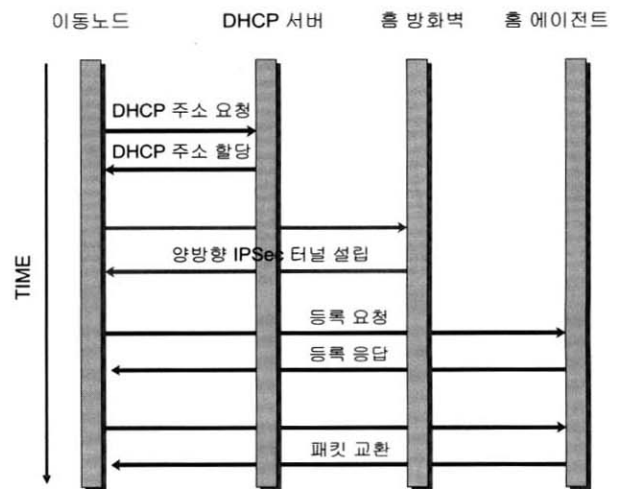 이동노드 DHCP 서버 홈 방화벽 홈 에이전트
DHCP 주소 요청
DHCP 주소 할당
양방향 IPSec 터널 설립
TIME
등록 요청
등록 응답
패킷 교환